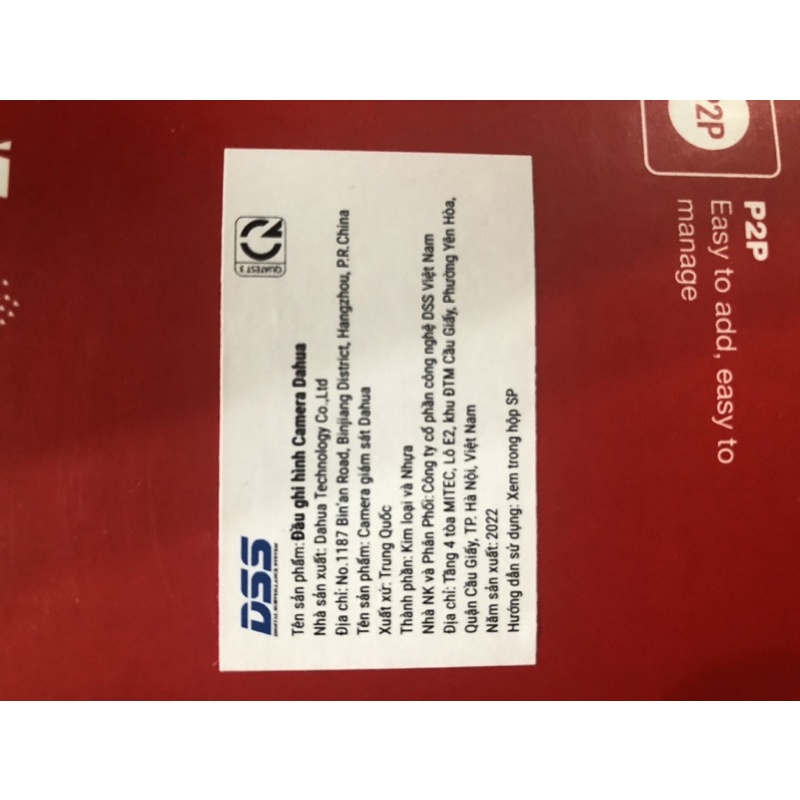 DSS
QUATEST 3
Tên sản phẩm: Đầu ghi hình Camera Dahua
Nhà sản xuất: Dahua Technology Co.,Ltd
Địa chỉ: No.1187 Bin'an Road, Binjiang District, Hangzhou, P.R.China
Tên sản phẩm: Camera giám sát Dahua
Xuất xứ: Trung Quốc
Thành phần: Kim loại và Nhựa
Nhà NK và Phân Phối: Công ty cổ phần công nghệ DSS Việt Nam
Địa chỉ: Tầng 4 tòa MITEC, Lô E2, khu ĐTM Cầu Giấy, Phường Yên Hòa,
Quận Cầu Giấy, TP. Hà Nội, Việt Nam
Năm sản xuất: 2022
Hướng dẫn sử dụng: Xem trong hộp SP
P2P
P2P
Easy to add, easy to
manage